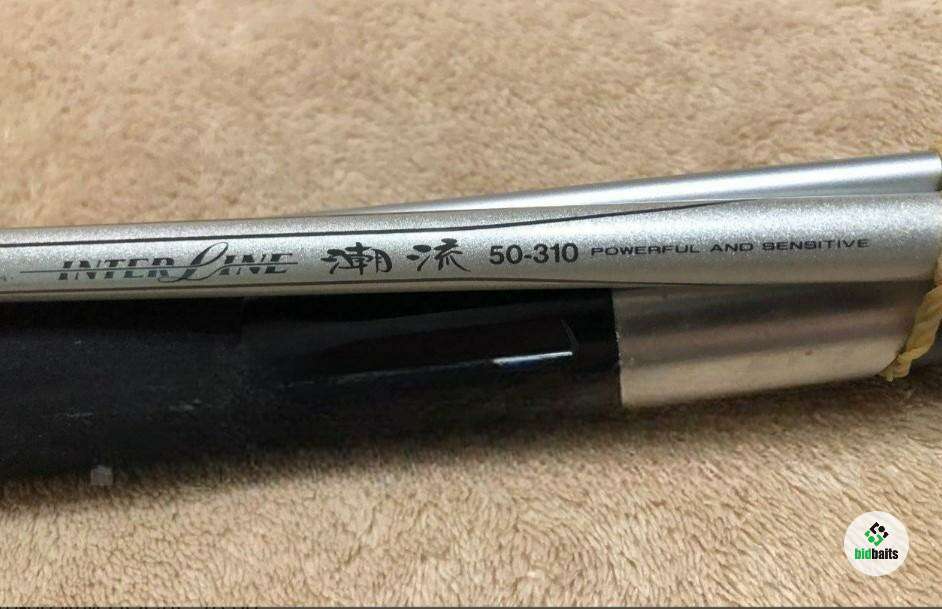 INTER LINE 潮流 50-310 POWERFUL AND SENSITIVE
bidbaits